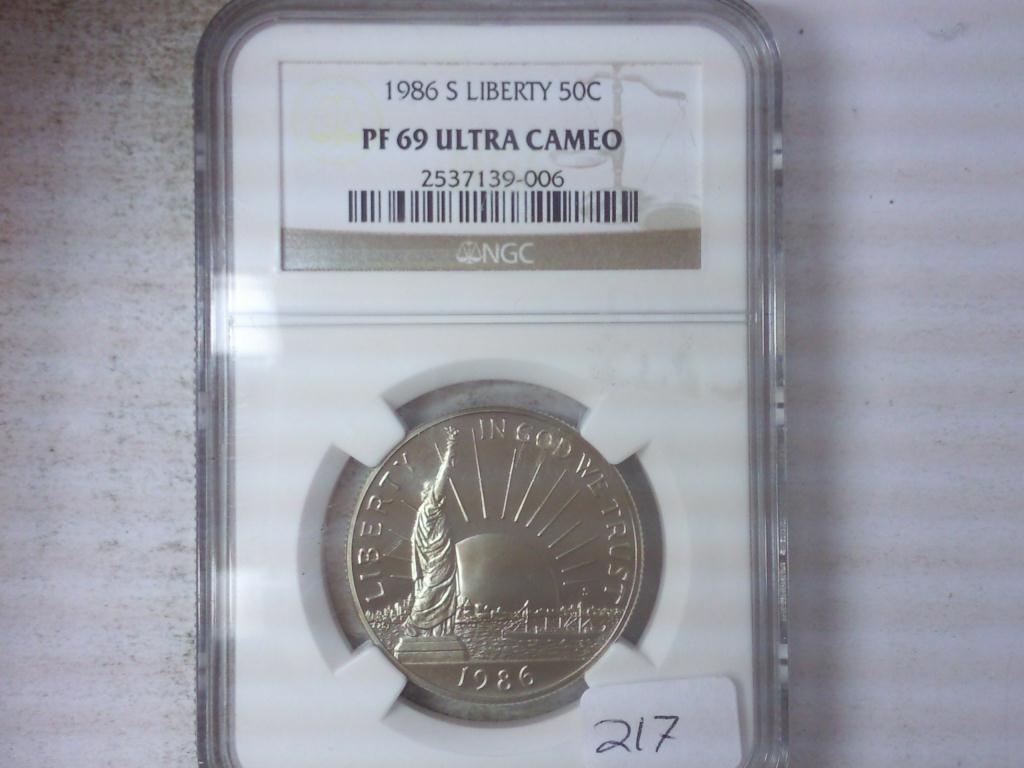 1986 S LIBERTY 50C
PF 69 ULTRA CAMEO
2537139-006
NGC
LIBERTY
IN GOD WE TRUST
S
1986
217